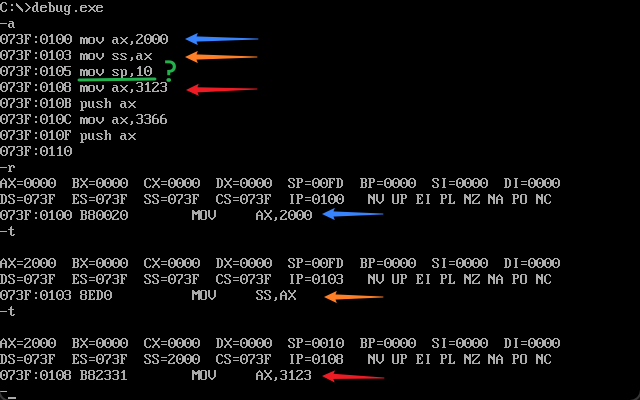 C:\>debug.exe
-a
073F:0100 mov ax,2000
073F:0103 mov ss,ax
073F:0105 mov sp,10 ?
073F:0108 mov ax,3123
073F:010B push ax
073F:010C mov ax,3366
073F:010F push ax
073F:0110
-r
AX=0000 BX=0000 CX=0000 DX=0000 SP=00FD BP=0000 SI=0000 DI=0000
DS=073F ES=073F SS=073F CS=073F IP=0100 NV UP EI PL NZ NA PO NC
073F:0100 B80020 MOV AX,2000
-t
AX=2000 BX=0000 CX=0000 DX=0000 SP=00FD BP=0000 SI=0000 DI=0000
DS=073F ES=073F SS=073F CS=073F IP=0103 NV UP EI PL NZ NA PO NC
073F:0103 8ED0 MOV SS,AX
-t
AX=2000 BX=0000 CX=0000 DX=0000 SP=0010 BP=0000 SI=0000 DI=0000
DS=073F ES=073F SS=2000 CS=073F IP=0108 NV UP EI PL NZ NA PO NC
073F:0108 B82331 MOV AX,3123
-_